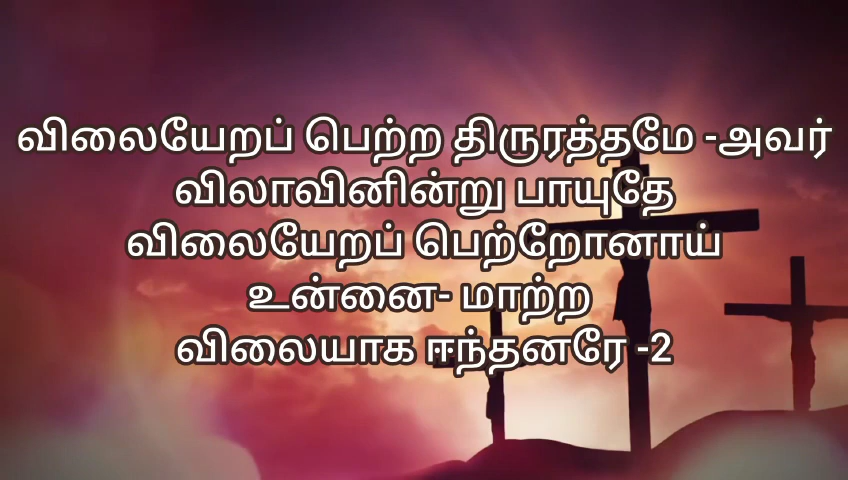 விலையேறப் பெற்ற திருரத்தமே -அவர்
விலாவினின்று பாயுதே
விலையேறப் பெற்றோனாய்
உன்னை- மாற்ற
விலையாக ஈந்தனரே -2